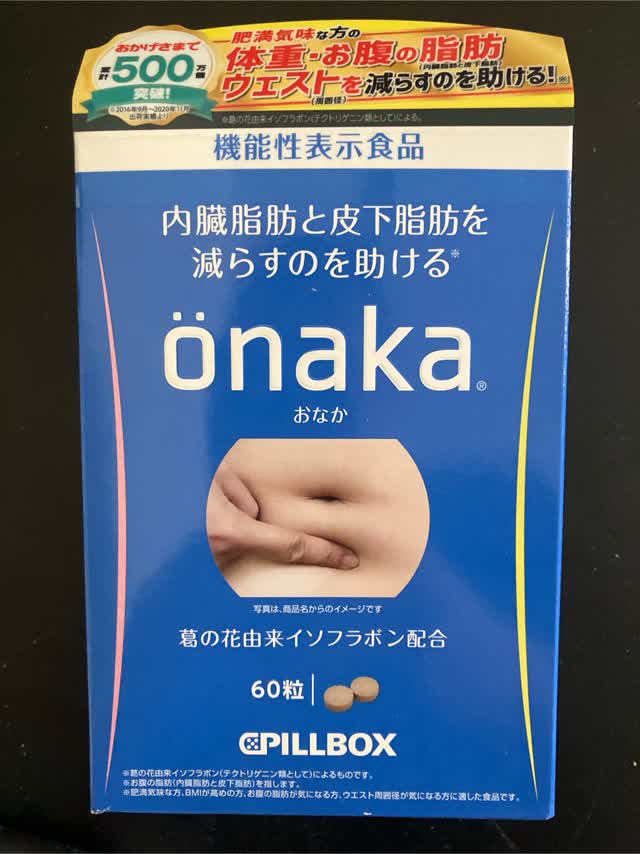 おかげさまで
累計500万個
突破!
※2016年9月〜2020年11月
出荷実績より
肥満気味な方の
体重・お腹の脂肪
(内臓脂肪と皮下脂肪)
ウエストを減らすのを助ける!※
(周囲径)
※葛の花由来イソフラボン(テクトリゲニン類として)による。
機能性表示食品
内臓脂肪と皮下脂肪を
減らすのを助ける※
önaka®
おなか
写真は、商品名からのイメージです
葛の花由来イソフラボン配合
60粒
PILLBOX
※葛の花由来イソフラボン(テクトリゲニン類として)によるものです。
※お腹の脂肪(内臓脂肪と皮下脂肪)を指します。
※肥満気味な方、BMIが高めの方、お腹の脂肪が気になる方、ウエスト周囲径が気になる方に適した食品です。